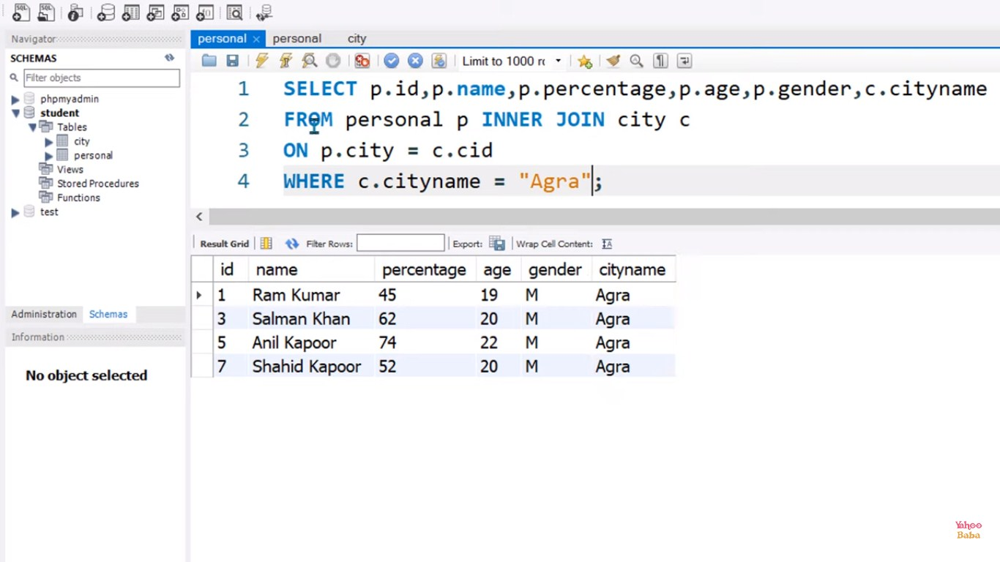 SQL SQL
Navigator
SCHEMAS
Filter objects
phpmyadmin
student
Tables
city
personal
Views
Stored Procedures
Functions
test
Administration Schemas
Information
No object selected
personal × personal city
Limit to 1000 ro
1 SELECT p.id,p.name,p.percentage,p.age,p.gender,c.cityname
2 FROM personal p INNER JOIN city c
3 ON p.city = c.cid
4 WHERE c.cityname = "Agra";
Result Grid Filter Rows: Export: Wrap Cell Content: IA
id name percentage age gender cityname
1 Ram Kumar 45 19 M Agra
3 Salman Khan 62 20 M Agra
5 Anil Kapoor 74 22 M Agra
7 Shahid Kapoor 52 20 M Agra
Yahoo
Baba